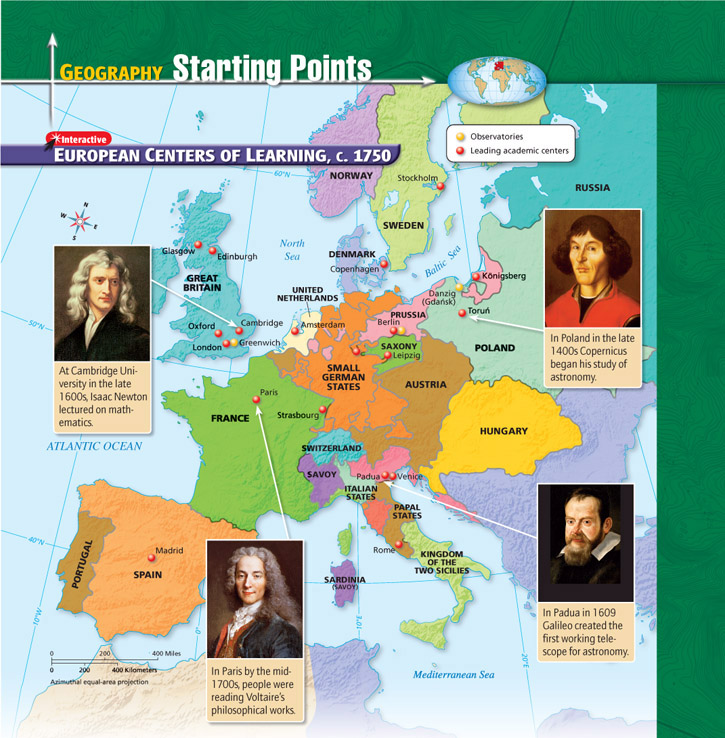 GEOGRAPHY Starting Points
Interactive
EUROPEAN CENTERS OF LEARNING, C. 1750
Observatories
Leading academic centers
60°N
NORWAY
Stockholm
RUSSIA
SWEDEN
N
W
E
S
North
Sea
Baltic Sea
DENMARK
Copenhagen
Glasgow
Edinburgh
GREAT
BRITAIN
Königsberg
Danzig
(Gdańsk)
Toruń
UNITED
NETHERLANDS
PRUSSIA
Berlin
50°N
Oxford
Cambridge
Amsterdam
London
Greenwich
SAXONY
Leipzig
POLAND
In Poland in the late
1400s Copernicus
began his study of
astronomy.
At Cambridge Uni-
versity in the late
1600s, Isaac Newton
lectured on math-
ematics.
SMALL
GERMAN
STATES
AUSTRIA
Paris
FRANCE
Strasbourg
HUNGARY
ATLANTIC OCEAN
SWITZERLAND
SAVOY
Padua
Venice
ITALIAN
STATES
PAPAL
STATES
40°N
PORTUGAL
Madrid
SPAIN
Rome
KINGDOM
OF THE
TWO SICILIES
SARDINIA
(SAVOY)
In Padua in 1609
Galileo created the
first working tele-
scope for astronomy.
10°W
0°
10°E
20°E
0 200 400 Miles
0 200 400 Kilometers
Azimuthal equal-area projection
In Paris by the mid-
1700s, people were
reading Voltaire's
philosophical works.
Mediterranean Sea